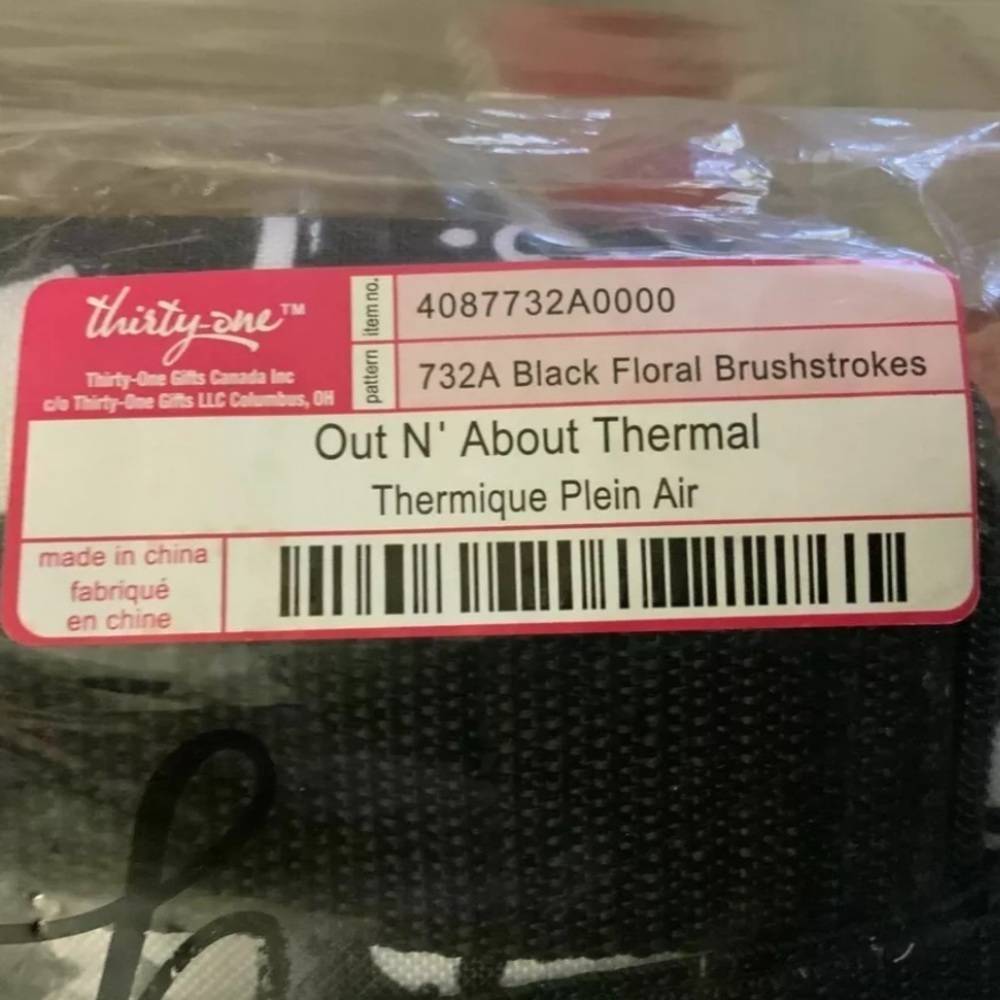 thirty-one™
Thirty-One Gifts Canada Inc
c/o Thirty-One Gifts LLC Columbus, OH
item no.
4087732A0000
pattern
732A Black Floral Brushstrokes
Out N' About Thermal
Thermique Plein Air
made in china
fabriqué
en chine